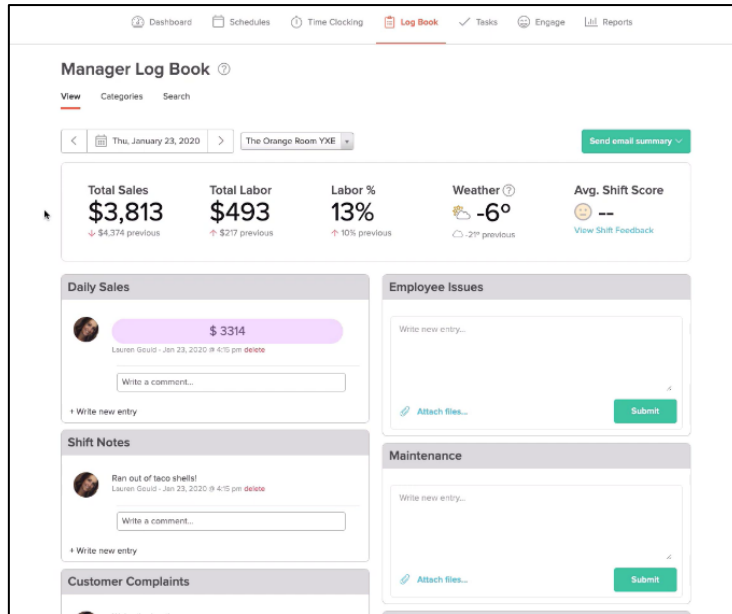 Dashboard Schedules Time Clocking Log Book Tasks Engage Reports
Manager Log Book ?
View Categories Search
Thu, January 23, 2020 The Orange Room YXE Send email summary
Total Sales Total Labor Labor % Weather ? Avg. Shift Score
$3,813 $493 13% -6° --
$4,374 previous $217 previous 10% previous -21° previous View Shift Feedback
Daily Sales
$ 3314
Lauren Gould - Jan 23, 2020 @ 4:15 pm delete
Write a comment...
+ Write new entry
Shift Notes
Ran out of taco shells!
Lauren Gould - Jan 23, 2020 @ 4:15 pm delete
Write a comment...
+ Write new entry
Customer Complaints
Employee Issues
Write new entry...
Attach files... Submit
Maintenance
Write new entry...
Attach files... Submit